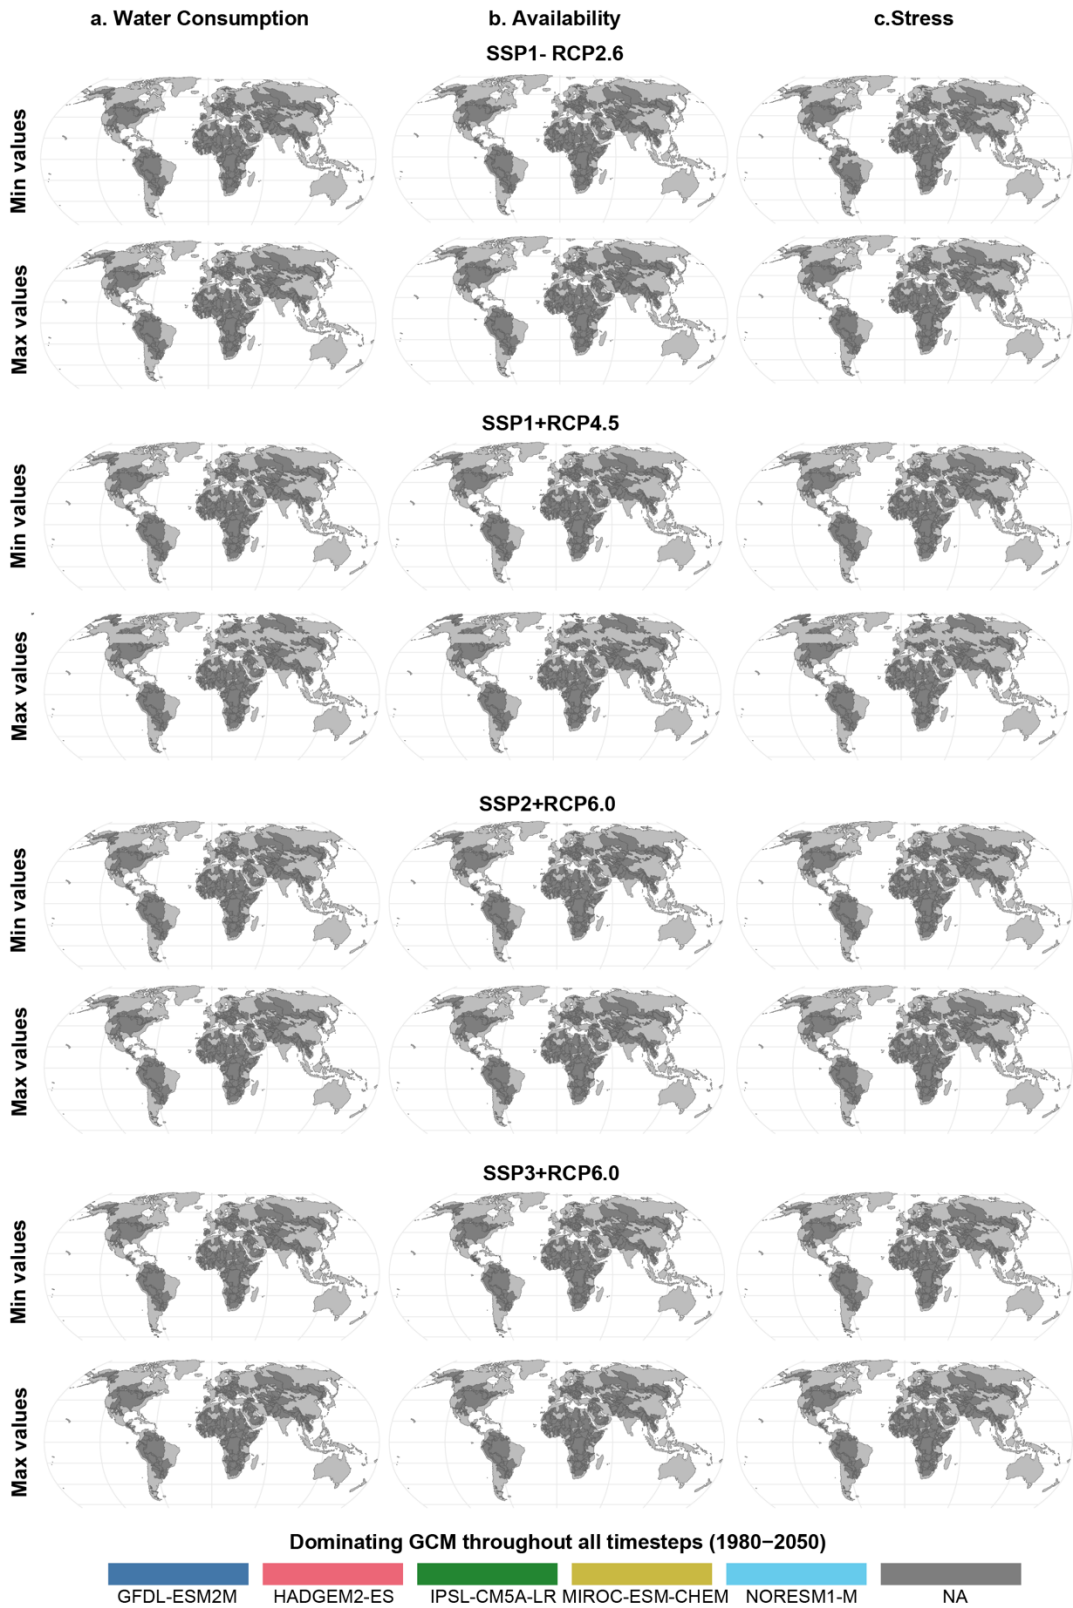 a. Water Consumption
b. Availability
c.Stress
SSP1- RCP2.6
Min values
Max values
SSP1+RCP4.5
Min values
Max values
SSP2+RCP6.0
Min values
Max values
SSP3+RCP6.0
Min values
Max values
Dominating GCM throughout all timesteps (1980−2050)
GFDL-ESM2M
HADGEM2-ES
IPSL-CM5A-LR
MIROC-ESM-CHEM
NORESM1-M
NA